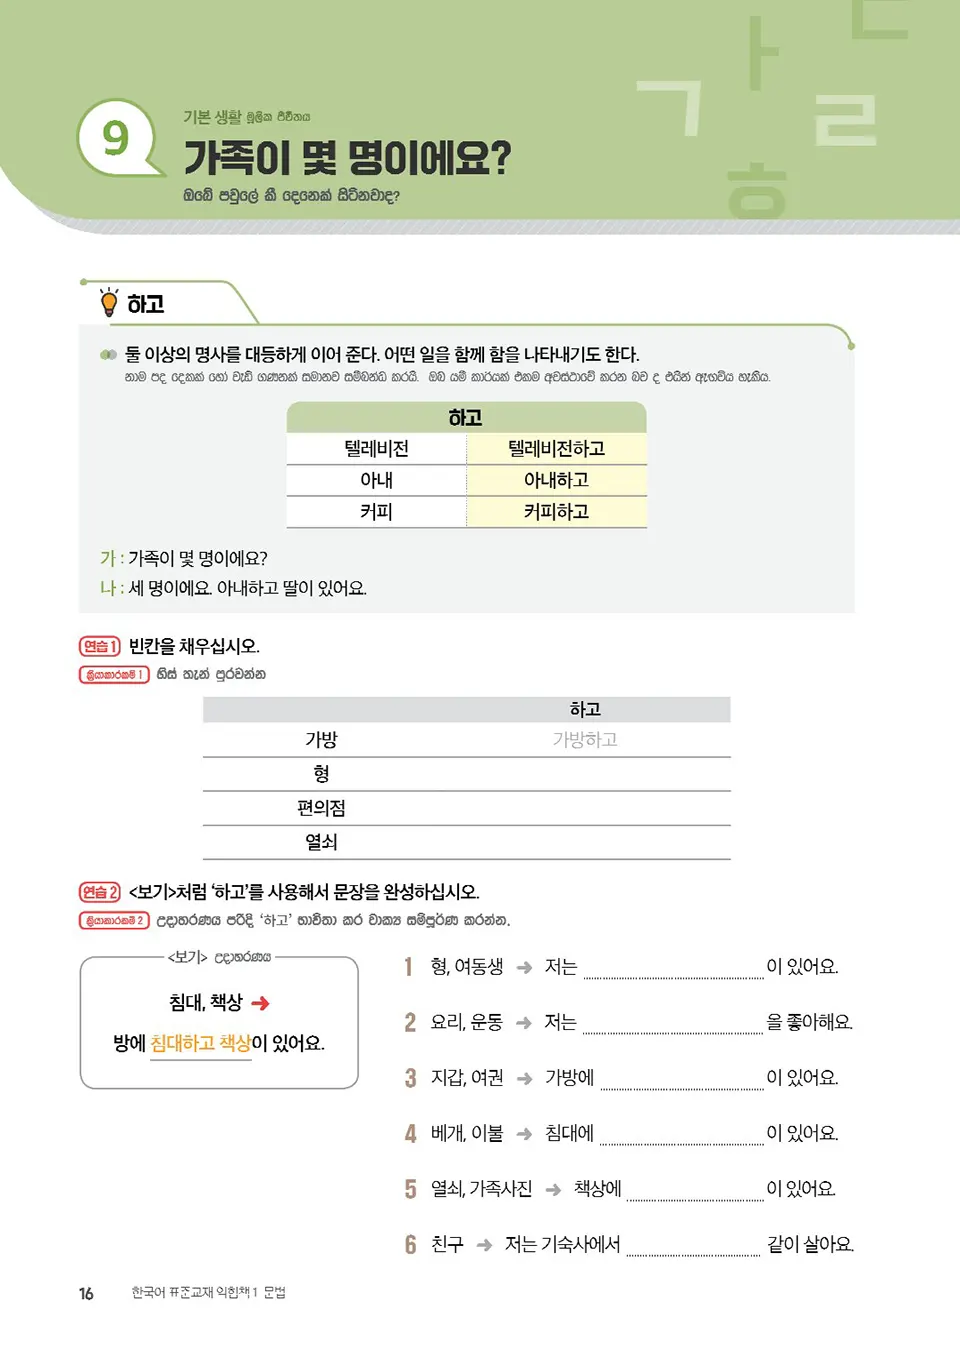 9
기본 생활 මූලික ජීවිතය
가족이 몇 명이에요?
ඔබේ පවුලේ කී දෙනෙක් සිටිනවාද?
ㄱ ㅏ ㄷ ㄹ ㅎ
하고
둘 이상의 명사를 대등하게 이어 준다. 어떤 일을 함께 함을 나타내기도 한다.
නාම පද දෙකක් හෝ වැඩි ගණනක් සමානව සම්බන්ධ කරයි. ඔබ යම් කාර්යක් එකම අවස්ථාවේ කරන බව ද එයින් ඇඟවිය හැකිය.
하고
텔레비전 텔레비전하고
아내 아내하고
커피 커피하고
가 : 가족이 몇 명이에요?
나 : 세 명이에요. 아내하고 딸이 있어요.
연습 1 빈칸을 채우십시오.
ක්‍රියාකාරකම් 1 හිස් තැන් පුරවන්න
하고
가방 가방하고
형
편의점
열쇠
연습 2 <보기>처럼 ‘하고’를 사용해서 문장을 완성하십시오.
ක්‍රියාකාරකම් 2 උදාහරණය පරිදි ‘하고’ භාවිතා කර වාක්‍ය සම්පූර්ණ කරන්න.
<보기> උදාහරණය
침대, 책상 ➜
방에 침대하고 책상이 있어요.
1 형, 여동생 ➜ 저는 이 있어요.
2 요리, 운동 ➜ 저는 을 좋아해요.
3 지갑, 여권 ➜ 가방에 이 있어요.
4 베개, 이불 ➜ 침대에 이 있어요.
5 열쇠, 가족사진 ➜ 책상에 이 있어요.
6 친구 ➜ 저는 기숙사에서 같이 살아요.
16 한국어 표준교재 익힘책 1 문법